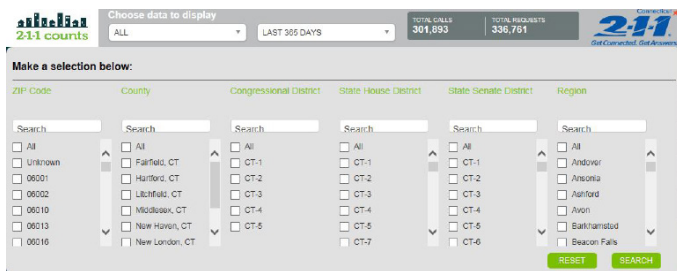 Choose data to display
2-1-1 counts
ALL
LAST 365 DAYS
TOTAL CALLS
301,893
TOTAL REQUESTS
336,761
Connecticut
2-1-1
Get Connected. Get Answers
Make a selection below:
ZIP Code County Congressional District State House District State Senate District Region
Search Search Search Search Search Search
All All All All All All
Unknown Fairfield, CT CT-1 CT-1 CT-1 Andover
06001 Hartford, CT CT-2 CT-2 CT-2 Ansonia
06002 Litchfield, CT CT-3 CT-3 CT-3 Ashford
06010 Middlesex, CT CT-4 CT-4 CT-4 Avon
06013 New Haven, CT CT-5 CT-5 CT-5 Barkhamsted
06016 New London, CT CT-7 CT-6 Beacon Falls
RESET SEARCH